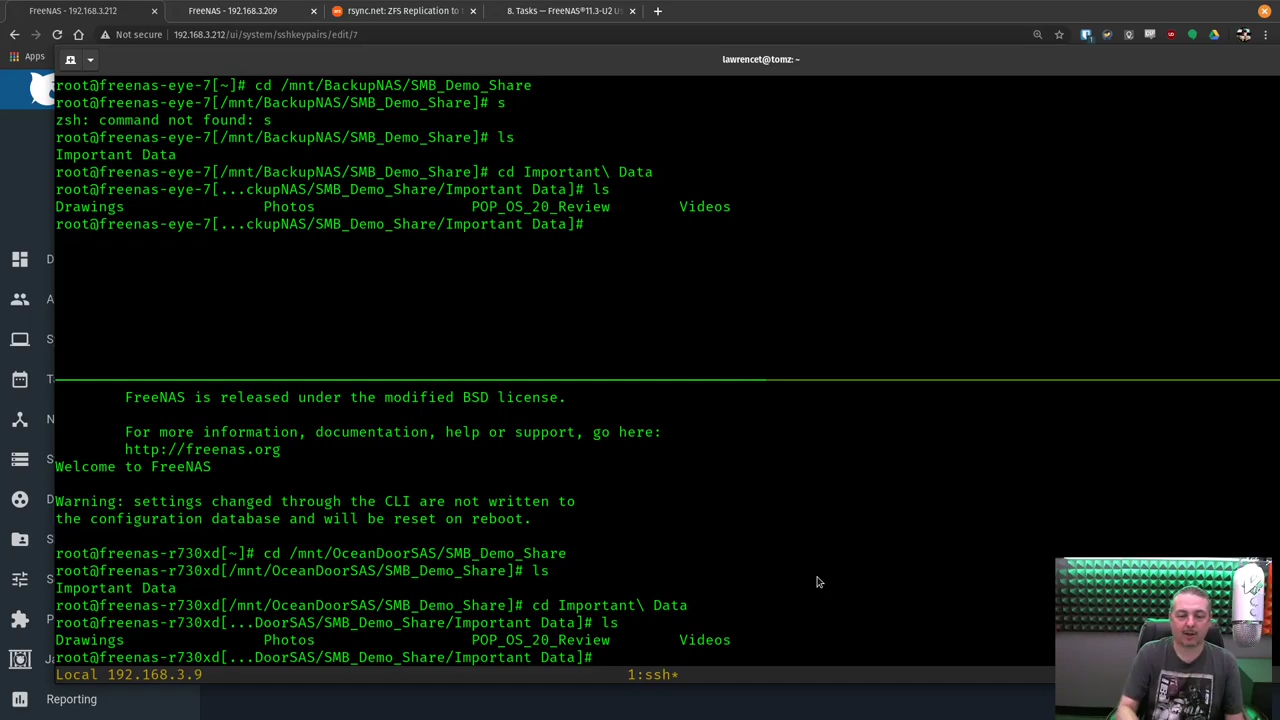 FreeNAS - 192.168.3.212
FreeNAS - 192.168.3.209
rsync.net: ZFS Replication to
8. Tasks — FreeNAS®11.3-U2 U
Not secure
192.168.3.212/ui/system/sshkeypairs/edit/7
Apps
lawrencet@tomz: ~
root@freenas-eye-7[~]# cd /mnt/BackupNAS/SMB_Demo_Share
root@freenas-eye-7[/mnt/BackupNAS/SMB_Demo_Share]# s
zsh: command not found: s
root@freenas-eye-7[/mnt/BackupNAS/SMB_Demo_Share]# ls
Important Data
root@freenas-eye-7[/mnt/BackupNAS/SMB_Demo_Share]# cd Important\ Data
root@freenas-eye-7[...ckupNAS/SMB_Demo_Share/Important Data]# ls
Drawings Photos POP_OS_20_Review Videos
root@freenas-eye-7[...ckupNAS/SMB_Demo_Share/Important Data]#
FreeNAS is released under the modified BSD license.
For more information, documentation, help or support, go here:
http://freenas.org
Welcome to FreeNAS
Warning: settings changed through the CLI are not written to
the configuration database and will be reset on reboot.
root@freenas-r730xd[~]# cd /mnt/OceanDoorSAS/SMB_Demo_Share
root@freenas-r730xd[/mnt/OceanDoorSAS/SMB_Demo_Share]# ls
Important Data
root@freenas-r730xd[/mnt/OceanDoorSAS/SMB_Demo_Share]# cd Important\ Data
root@freenas-r730xd[...DoorSAS/SMB_Demo_Share/Important Data]# ls
Drawings Photos POP_OS_20_Review Videos
root@freenas-r730xd[...DoorSAS/SMB_Demo_Share/Important Data]#
Local 192.168.3.9
1:ssh*
Reporting